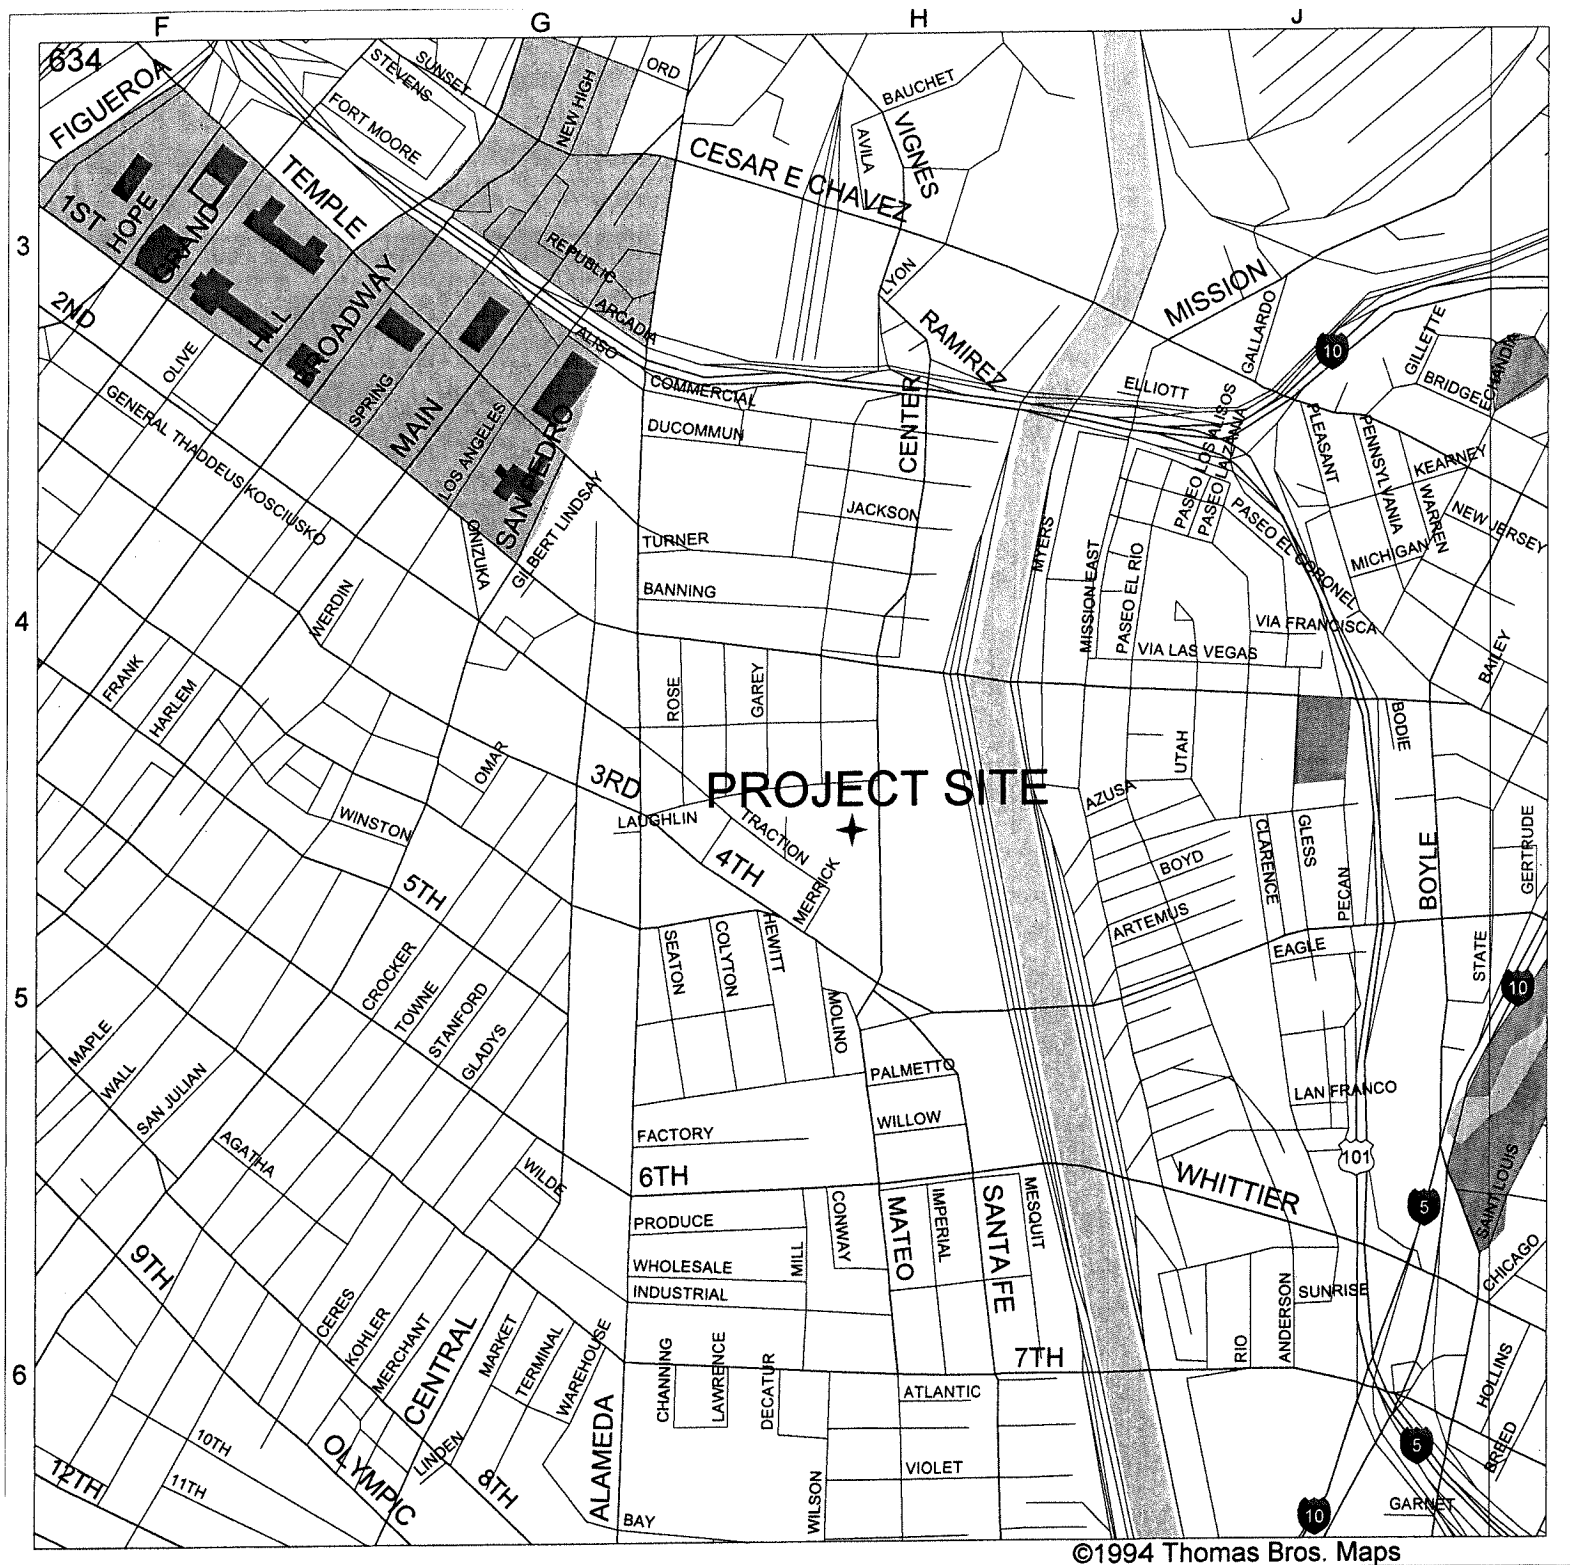 F
G
H
J
634
FIGUEROA
SUNSET
STEVENS
FORT MOORE
NEW HIGH
ORD
BAUCHET
AVILA
VIGNES
CESAR E CHAVEZ
TEMPLE
1ST
HOPE
GRAND
3
REPUBLIC
LYON
MISSION
2ND
HILL
BROADWAY
ARCADIA
ALISO
RAMIREZ
GALLARDO
10
GILLETTE
ECHANDIA
BRIDGE
OLIVE
SPRING
MAIN
LOS ANGELES
SAN PEDRO
COMMERCIAL
DUCOMMUN
CENTER
ELLIOTT
PASEO LOS ALISOS
PASEO LA ZANIA
PLEASANT
PENNSYLVANIA
KEARNEY
WARREN
NEW JERSEY
GENERAL THADDEUS KOSCIUSKO
ONIZUKA
GILBERT LINDSAY
JACKSON
TURNER
BANNING
MYERS
MISSION EAST
PASEO EL RIO
PASEO EL CORONEL
MICHIGAN
4
WERDIN
VIA FRANCISCA
VIA LAS VEGAS
BAILEY
FRANK
HARLEM
ROSE
GAREY
UTAH
BODIE
OMAR
3RD
PROJECT SITE
AZUSA
WINSTON
LAUGHLIN
TRACTION
4TH
MERRICK
BOYD
CLARENCE
GLESS
PECAN
BOYLE
GERTRUDE
5TH
ARTEMUS
EAGLE
STATE
10
SEATON
COLYTON
HEWITT
5
CROCKER
TOWNE
STANFORD
GLADYS
MOLINO
MAPLE
WALL
SAN JULIAN
PALMETTO
LAN FRANCO
AGATHA
FACTORY
WILLOW
WILDE
6TH
101
WHITTIER
SAINT LOUIS
5
PRODUCE
CONWAY
MATEO
IMPERIAL
SANTA FE
MESQUIT
9TH
WHOLESALE
MILL
INDUSTRIAL
CHICAGO
ANDERSON
SUNRISE
RIO
CERES
KOHLER
MERCHANT
CENTRAL
MARKET
TERMINAL
WAREHOUSE
6
CHANNING
LAWRENCE
DECATUR
7TH
ATLANTIC
HOLLINS
BREED
5
10TH
11TH
12TH
OLYMPIC
LINDEN
8TH
ALAMEDA
BAY
WILSON
VIOLET
10
GARNET
©1994 Thomas Bros. Maps